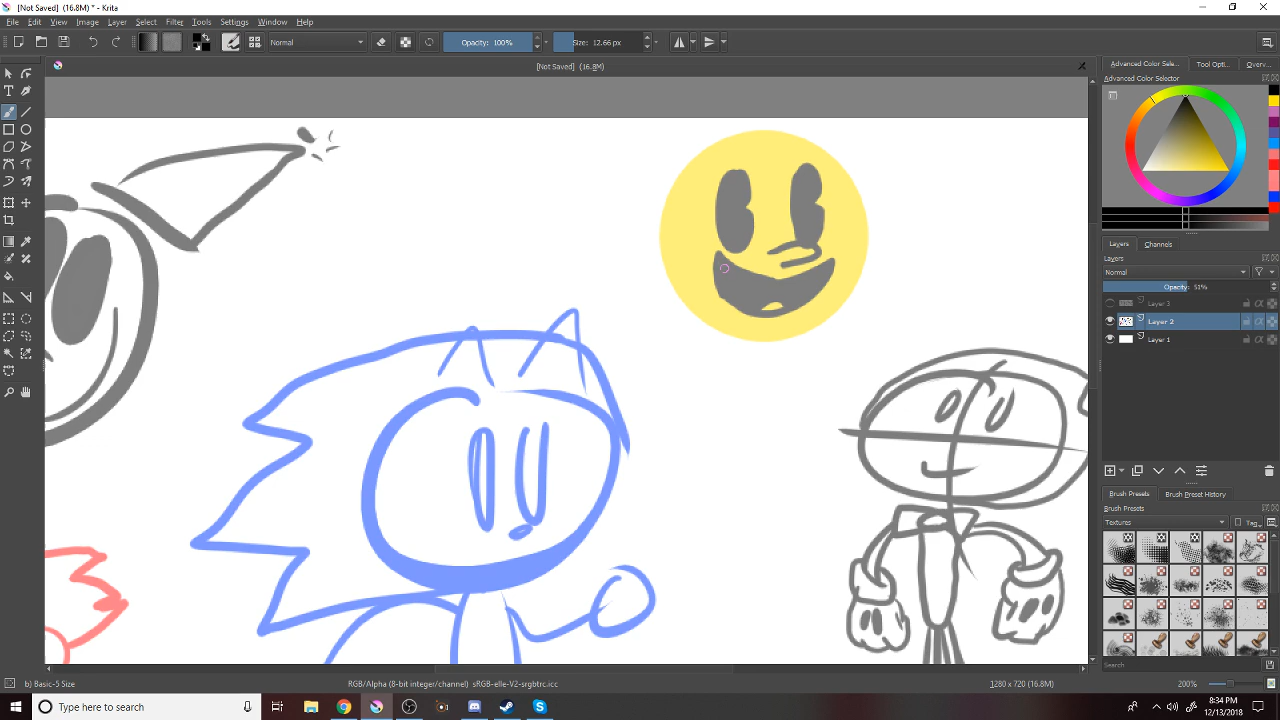 [Not Saved] (16.8M) * - Krita
File Edit View Image Layer Select Filter Tools Settings Window Help
Normal Opacity: 100% Size: 12.66 px
[Not Saved] (16.8M) *
Advanced Color Sele... Tool Opti... Overv...
Advanced Color Selector
Layers Channels
Layers
Normal
Opacity: 51%
Layer 3
Layer 2
Layer 1
Brush Presets Brush Preset History
Brush Presets
Textures Tag
Search
b) Basic-5 Size RGB/Alpha (8-bit integer/channel) sRGB-elle-V2-srgbtrc.icc 1280 x 720 (16.8M) 200%
Type here to search
8:34 PM
12/13/2018